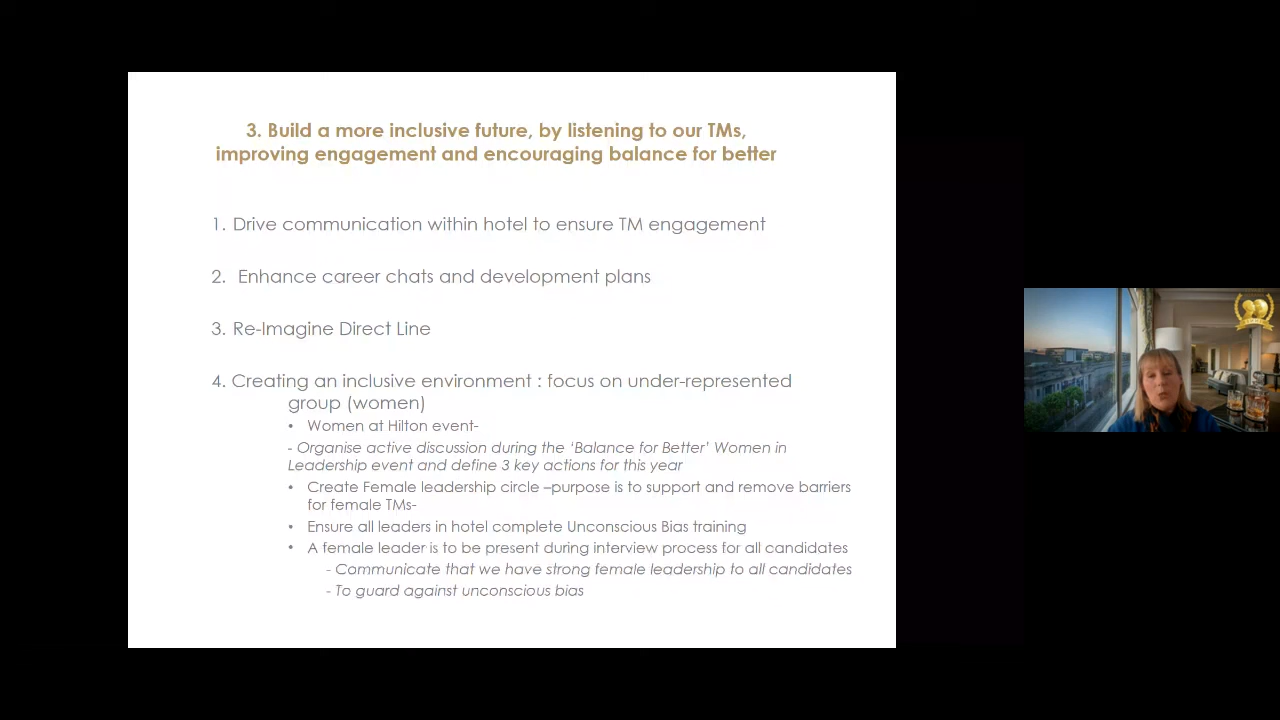 3. Build a more inclusive future, by listening to our TMs,
improving engagement and encouraging balance for better
1. Drive communication within hotel to ensure TM engagement
2. Enhance career chats and development plans
3. Re-Imagine Direct Line
4. Creating an inclusive environment : focus on under-represented
group (women)
• Women at Hilton event-
- Organise active discussion during the ‘Balance for Better’ Women in
Leadership event and define 3 key actions for this year
• Create Female leadership circle –purpose is to support and remove barriers
for female TMs-
• Ensure all leaders in hotel complete Unconscious Bias training
• A female leader is to be present during interview process for all candidates
- Communicate that we have strong female leadership to all candidates
- To guard against unconscious bias